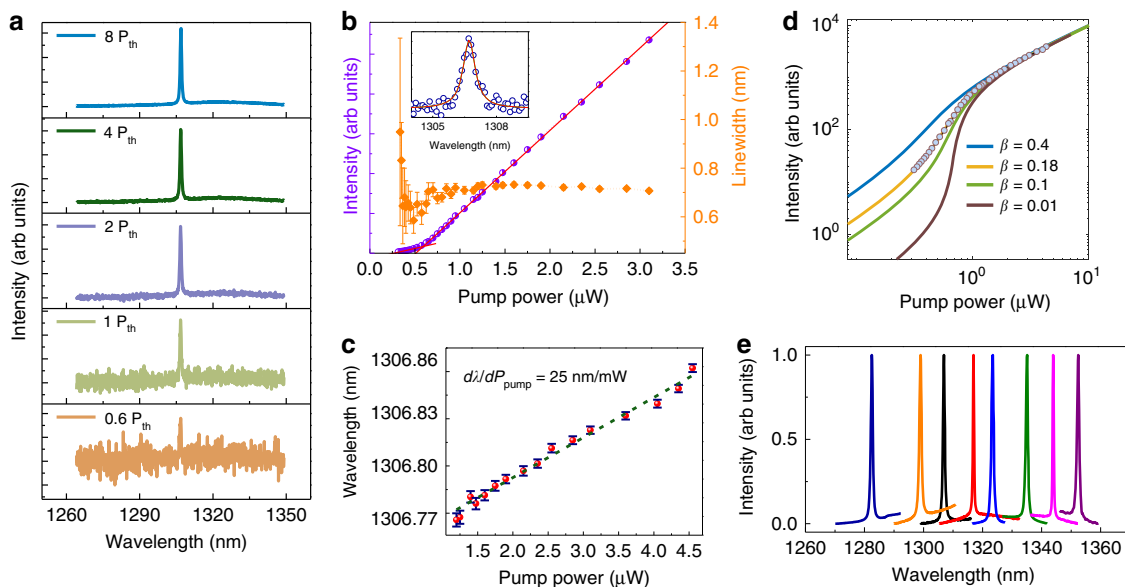 a
8 P_th
4 P_th
2 P_th
1 P_th
0.6 P_th
Intensity (arb units)
1260 1290 1320 1350
Wavelength (nm)
b
Intensity (arb units)
1305 1308
Wavelength (nm)
1.4
1.2
1.0
0.8
0.6
Linewidth (nm)
0.0 0.5 1.0 1.5 2.0 2.5 3.0 3.5
Pump power (μW)
c
1306.86
1306.83
1306.80
1306.77
Wavelength (nm)
dλ/dP_pump = 25 nm/mW
1.5 2.0 2.5 3.0 3.5 4.0 4.5
Pump power (μW)
d
10^4
10^2
10^0
Intensity (arb units)
β = 0.4
β = 0.18
β = 0.1
β = 0.01
10^0 10^1
Pump power (μW)
e
1.0
0.5
0.0
Intensity (arb units)
1260 1280 1300 1320 1340 1360
Wavelength (nm)